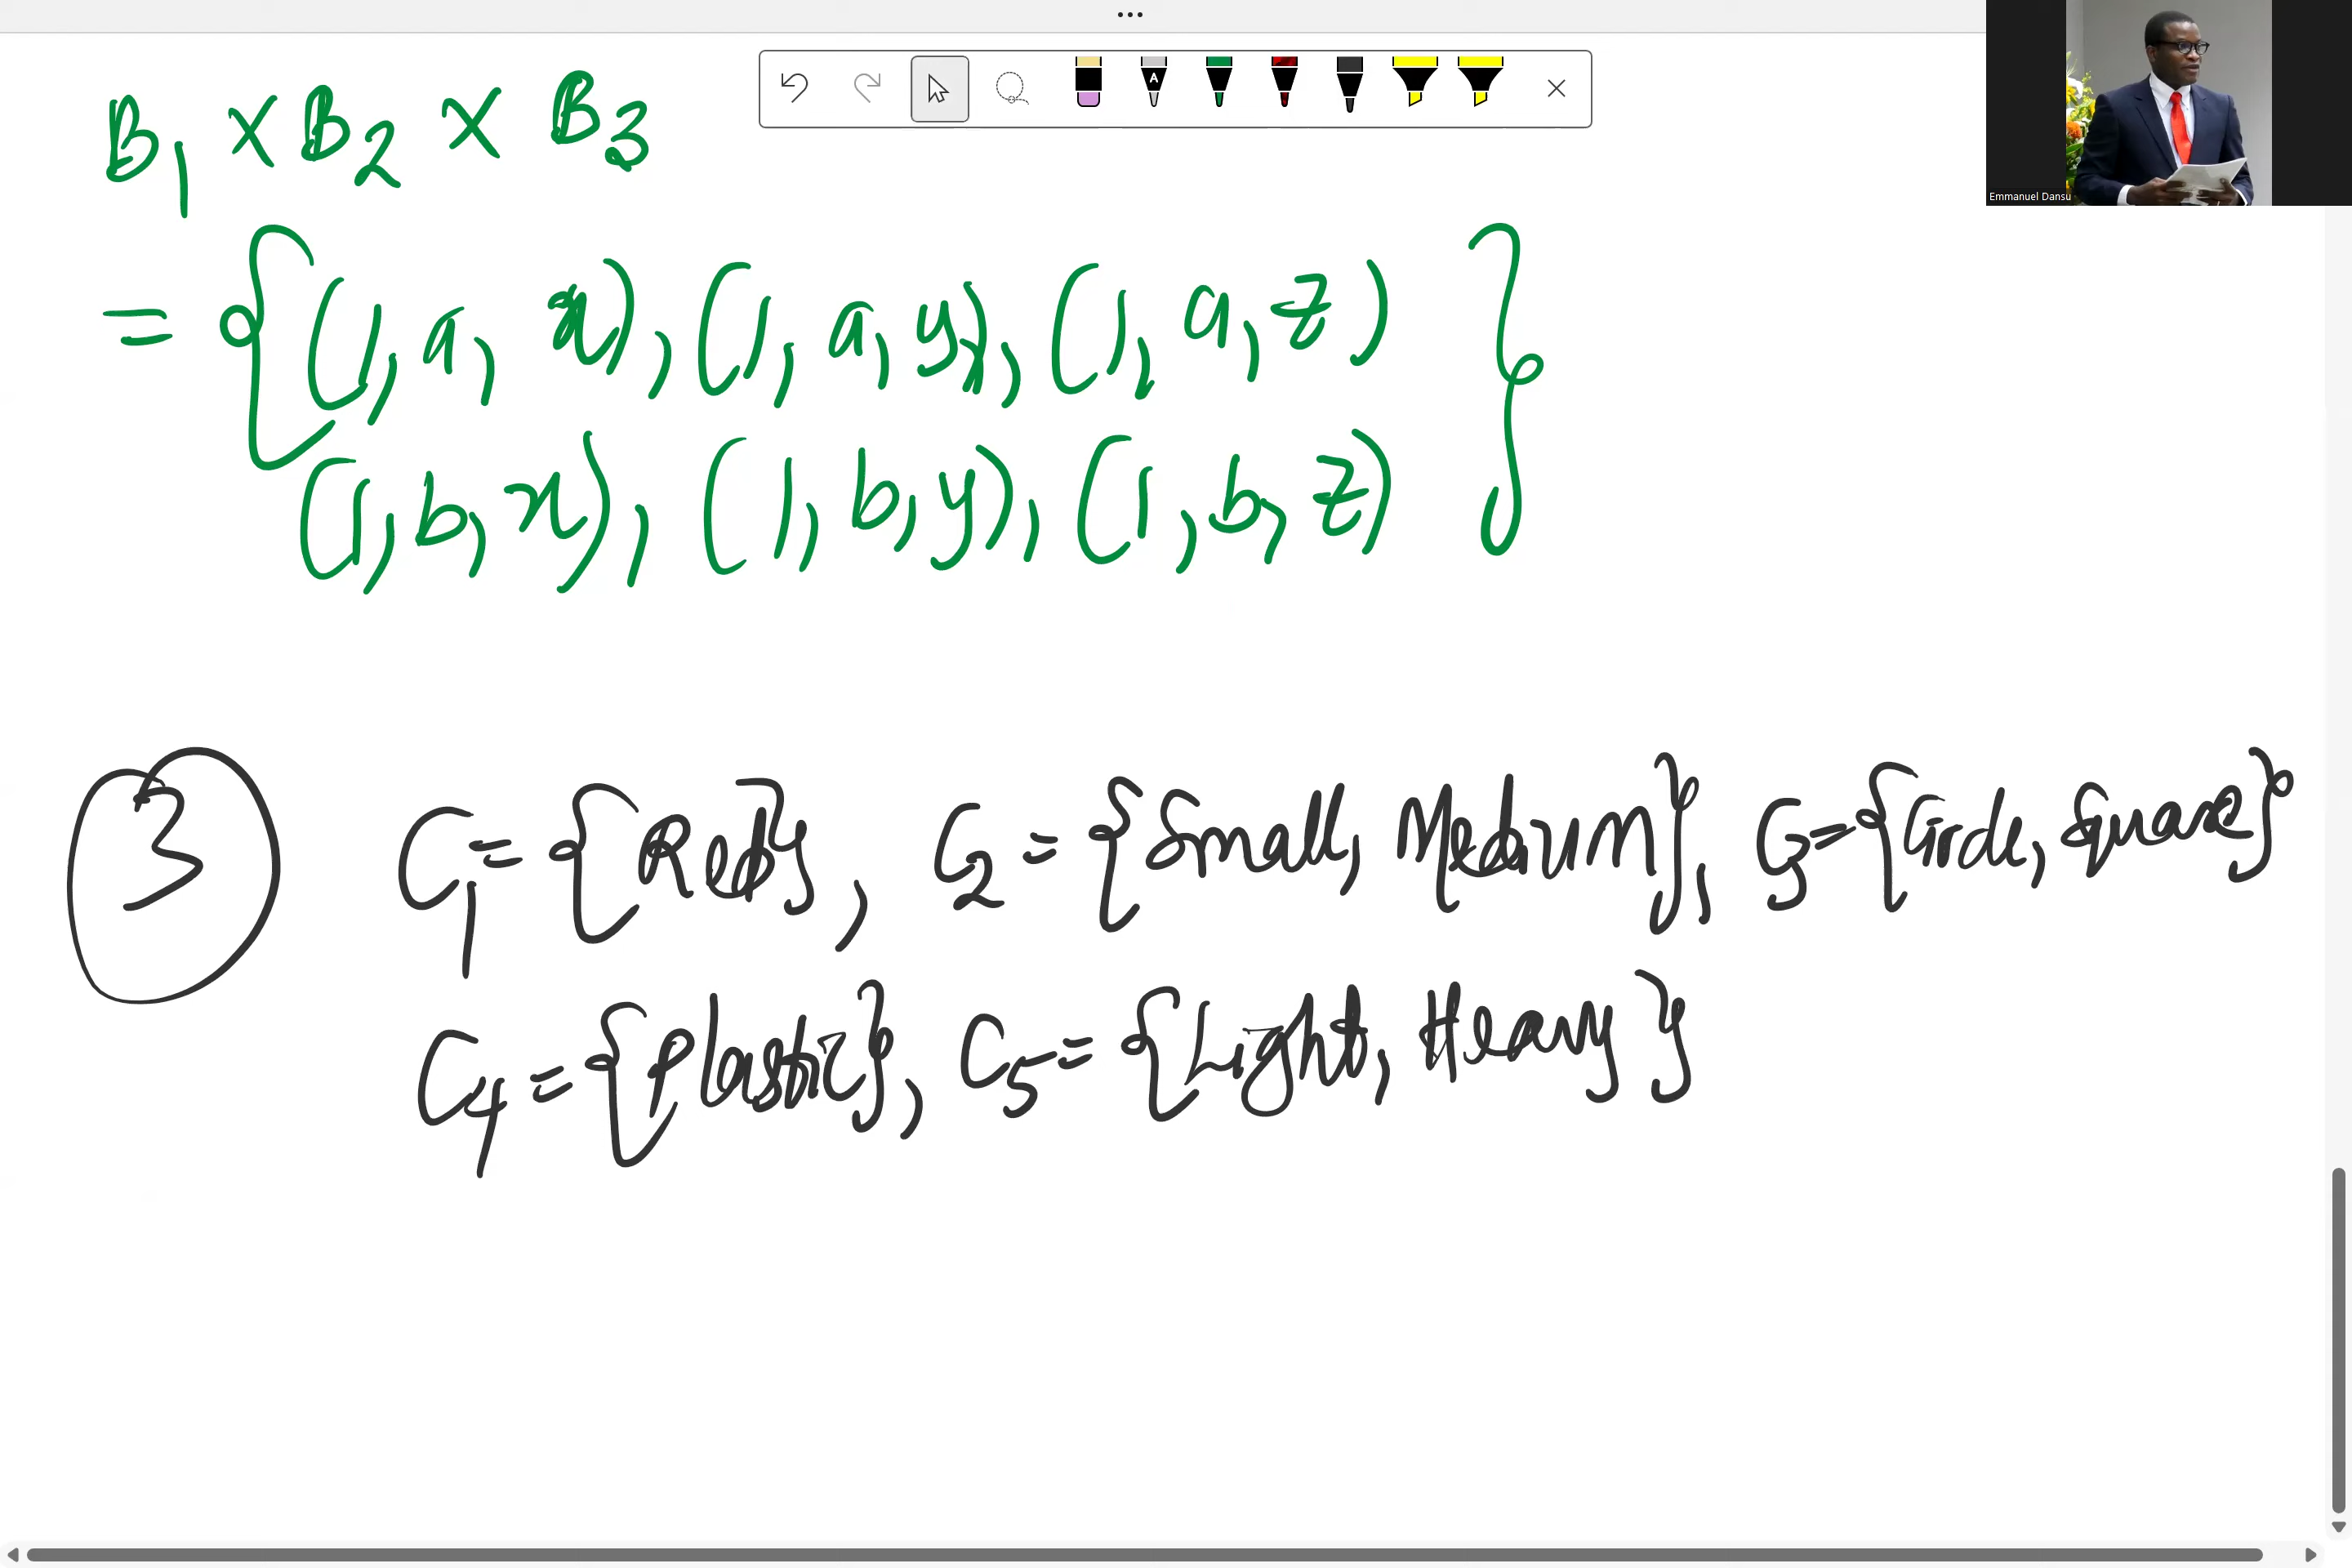 B₁ × B₂ × B₃
Emmanuel Dansu
= {(1, a, x), (1, a, y), (1, a, z)
(1, b, x), (1, b, y), (1, b, z)}
3 C₁ = {Red}, C₂ = {Small, Medium}, C₃ = {Circle, Square}
C₄ = {Plastic}, C₅ = {Light, Heavy}